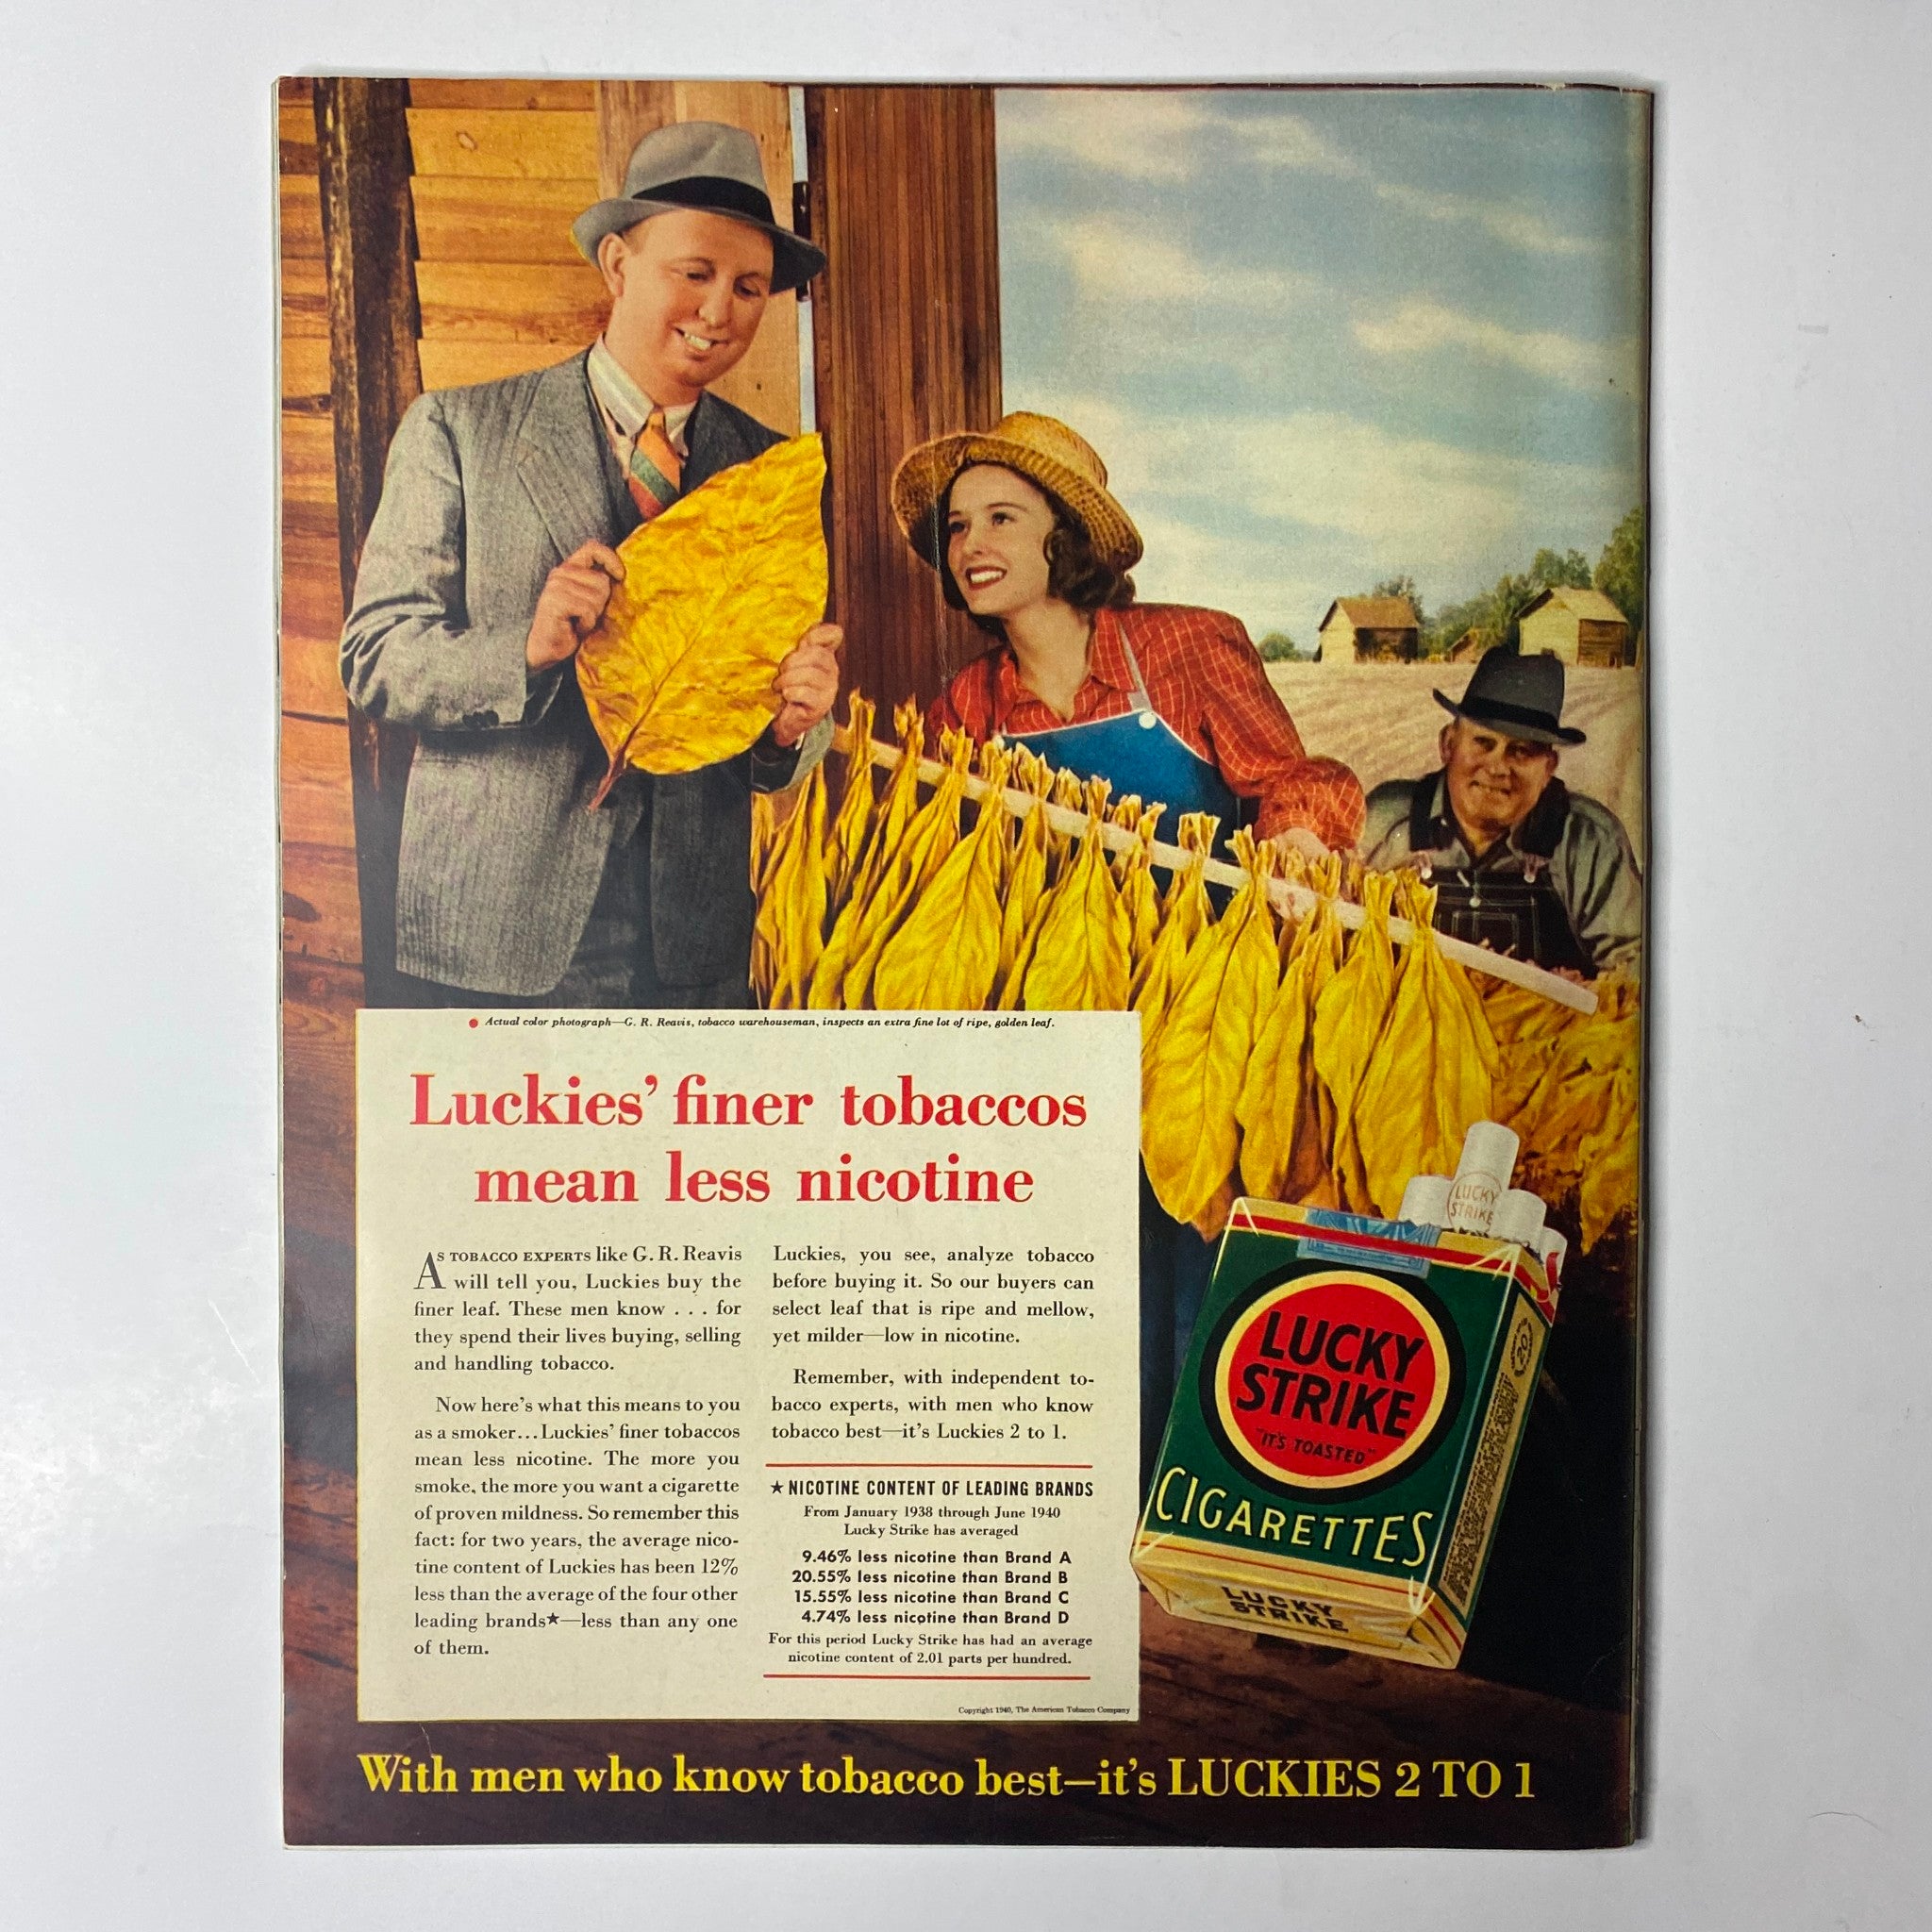 Actual color photograph—G. R. Reavis, tobacco warehouseman, inspects an extra fine lot of ripe, golden leaf.
Luckies' finer tobaccos
mean less nicotine
AS TOBACCO EXPERTS like G. R. Reavis
will tell you, Luckies buy the
finer leaf. These men know . . . for
they spend their lives buying, selling
and handling tobacco.
Now here's what this means to you
as a smoker...Luckies' finer tobaccos
mean less nicotine. The more you
smoke, the more you want a cigarette
of proven mildness. So remember this
fact: for two years, the average nico-
tine content of Luckies has been 12%
less than the average of the four other
leading brands★—less than any one
of them.
Luckies, you see, analyze tobacco
before buying it. So our buyers can
select leaf that is ripe and mellow,
yet milder—low in nicotine.
Remember, with independent to-
bacco experts, with men who know
tobacco best—it's Luckies 2 to 1.
★NICOTINE CONTENT OF LEADING BRANDS
From January 1938 through June 1940
Lucky Strike has averaged
9.46% less nicotine than Brand A
20.55% less nicotine than Brand B
15.55% less nicotine than Brand C
4.74% less nicotine than Brand D
For this period Lucky Strike has had an average
nicotine content of 2.01 parts per hundred.
Copyright 1940, The American Tobacco Company
LUCKY
STRIKE
LUCKY
STRIKE
"IT'S TOASTED"
CIGARETTES
LUCKY
STRIKE
20
With men who know tobacco best—it's LUCKIES 2 TO 1